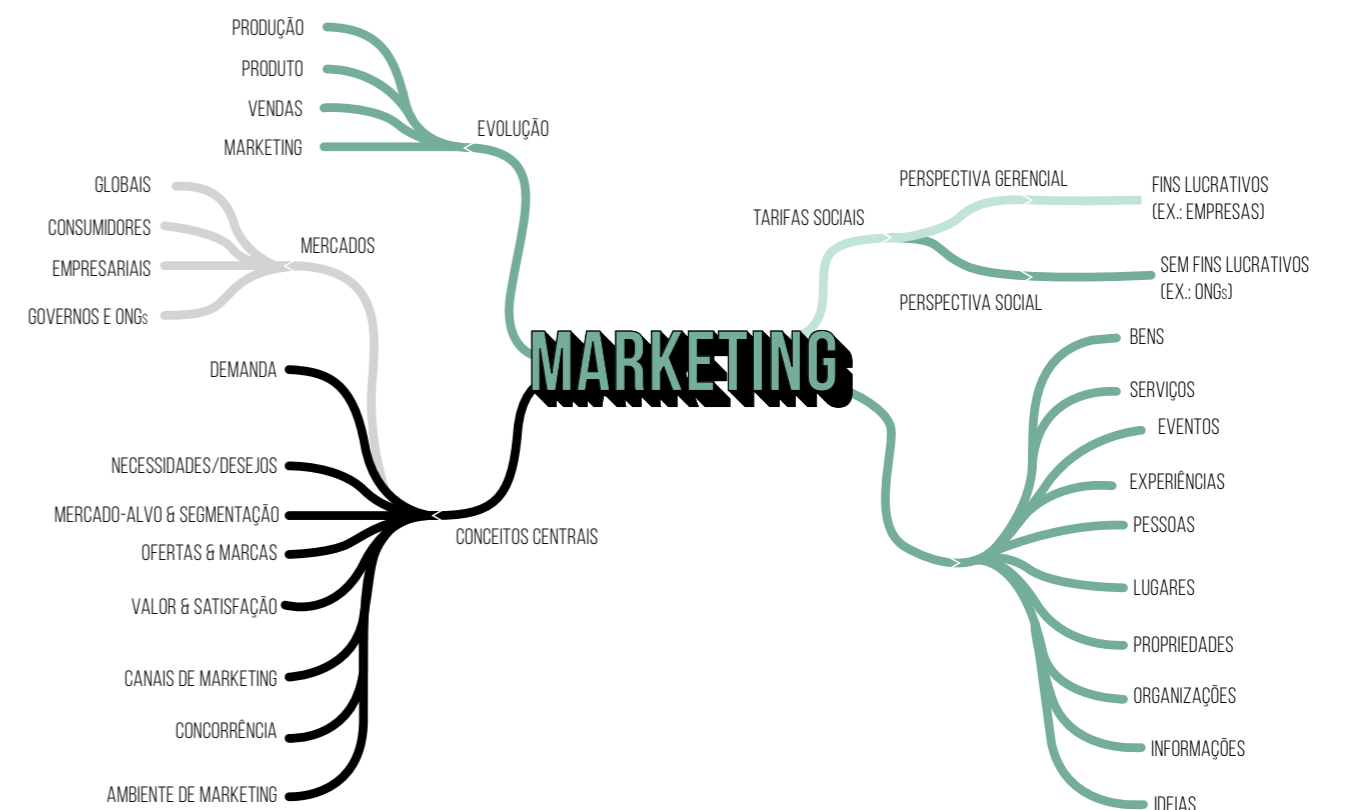 PRODUÇÃO
PRODUTO
VENDAS
MARKETING
EVOLUÇÃO
GLOBAIS
CONSUMIDORES
EMPRESARIAIS
GOVERNOS E ONGs
MERCADOS
DEMANDA
NECESSIDADES/DESEJOS
MERCADO-ALVO & SEGMENTAÇÃO
OFERTAS & MARCAS
VALOR & SATISFAÇÃO
CANAIS DE MARKETING
CONCORRÊNCIA
AMBIENTE DE MARKETING
CONCEITOS CENTRAIS
MARKETING
TARIFAS SOCIAIS
PERSPECTIVA GERENCIAL
FINS LUCRATIVOS
(EX.: EMPRESAS)
PERSPECTIVA SOCIAL
SEM FINS LUCRATIVOS
(EX.: ONGs)
BENS
SERVIÇOS
EVENTOS
EXPERIÊNCIAS
PESSOAS
LUGARES
PROPRIEDADES
ORGANIZAÇÕES
INFORMAÇÕES
IDEIAS